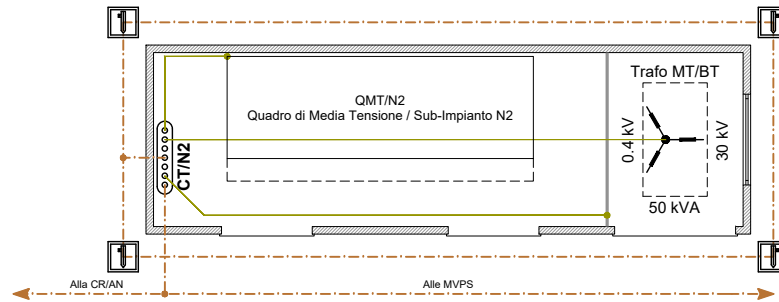 Trafo MT/BT
QMT/N2
Quadro di Media Tensione / Sub-Impianto N2
CT/N2
0.4 kV
30 kV
50 kVA
Alla CR/AN
Alle MVPS